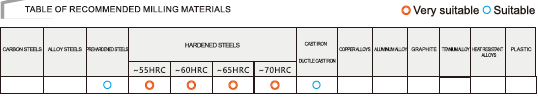 TABLE OF RECOMMENDED MILLING MATERIALS
Very suitable Suitable
CARBON STEELS ALLOY STEELS PREHARDENED STEELS HARDENED STEELS CAST IRON DUCTILE CAST IRON COPPER ALLOYS ALUMINUM ALLOY GRAPHITE TITANIUM ALLOY HEAT RESISTANT ALLOYS PLASTIC
~55HRC ~60HRC ~65HRC ~70HRC